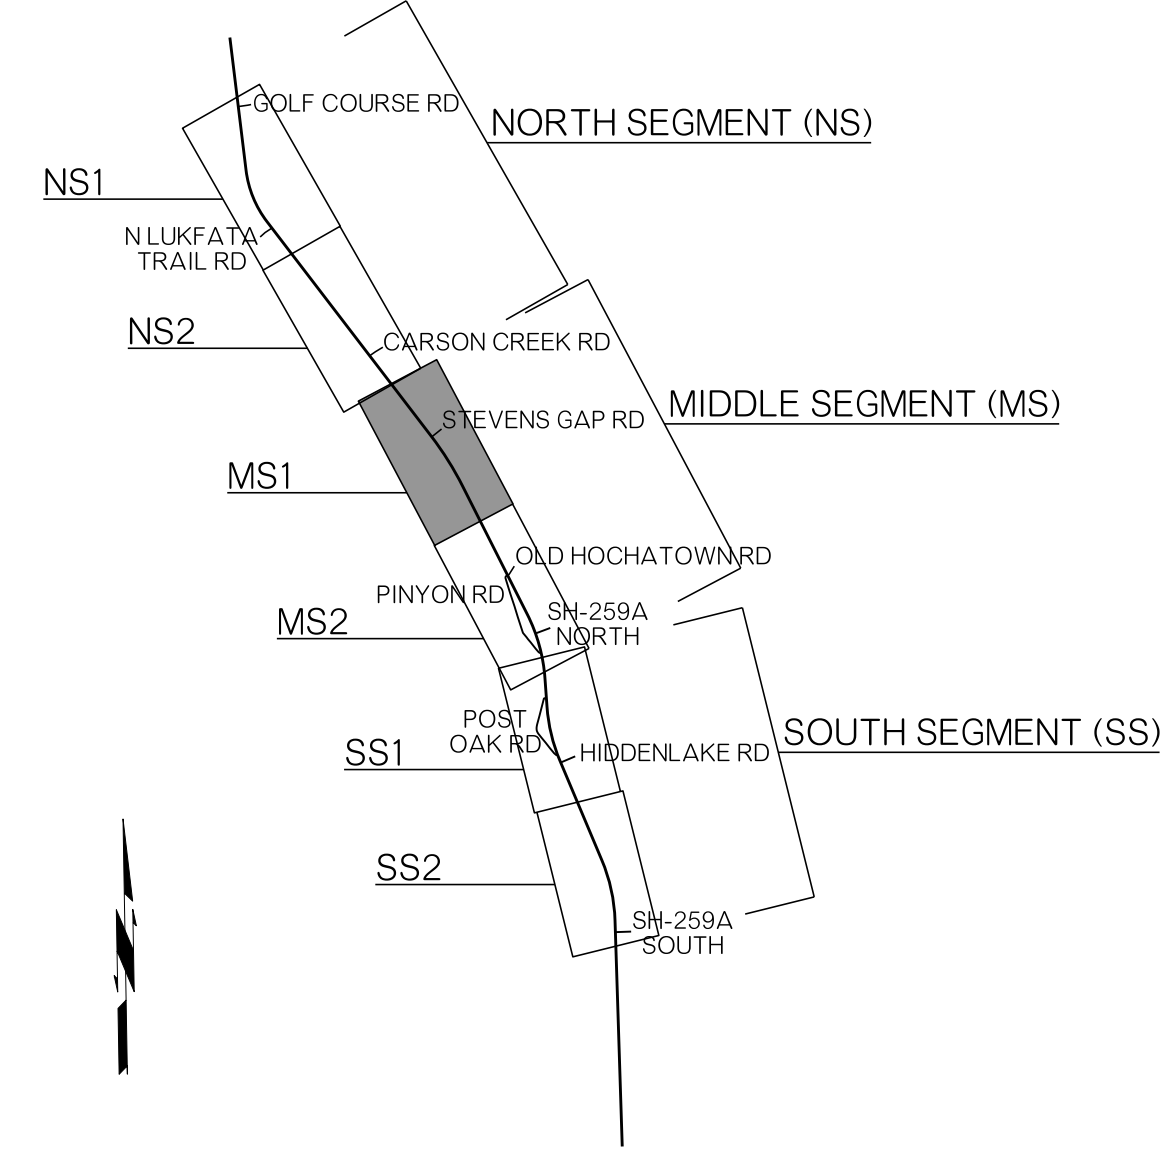 GOLF COURSE RD
NORTH SEGMENT (NS)
NS1
N LUKFATA
TRAIL RD
NS2
CARSON CREEK RD
MIDDLE SEGMENT (MS)
STEVENS GAP RD
MS1
OLD HOCHATOWN RD
PINYON RD
SH-259A
NORTH
MS2
POST
OAK RD
SOUTH SEGMENT (SS)
SS1
HIDDENLAKE RD
SS2
SH-259A
SOUTH